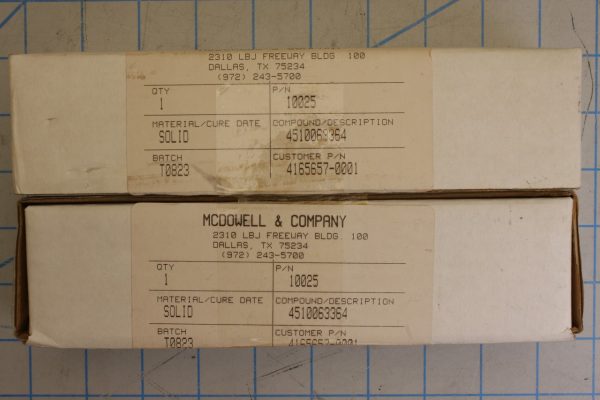 2310 LBJ FREEWAY BLDG. 100
DALLAS, TX 75234
(972) 243-5700
QTY P/N
1 10025
MATERIAL/CURE DATE COMPOUND/DESCRIPTION
SOLID 4510063364
BATCH CUSTOMER P/N
T0823 4165657-0001
MCDOWELL & COMPANY
2310 LBJ FREEWAY BLDG. 100
DALLAS, TX 75234
(972) 243-5700
QTY P/N
1 10025
MATERIAL/CURE DATE COMPOUND/DESCRIPTION
SOLID 4510063364
BATCH CUSTOMER P/N
T0823 4165657-0001